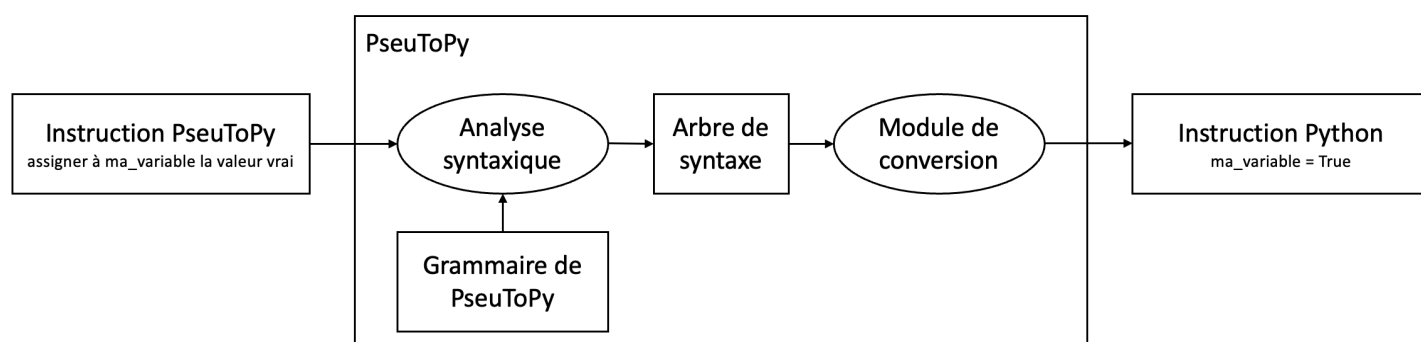 PseuToPy
Instruction PseuToPy
assigner à ma_variable la valeur vrai
Analyse
syntaxique
Arbre de
syntaxe
Module de
conversion
Instruction Python
ma_variable = True
Grammaire de
PseuToPy